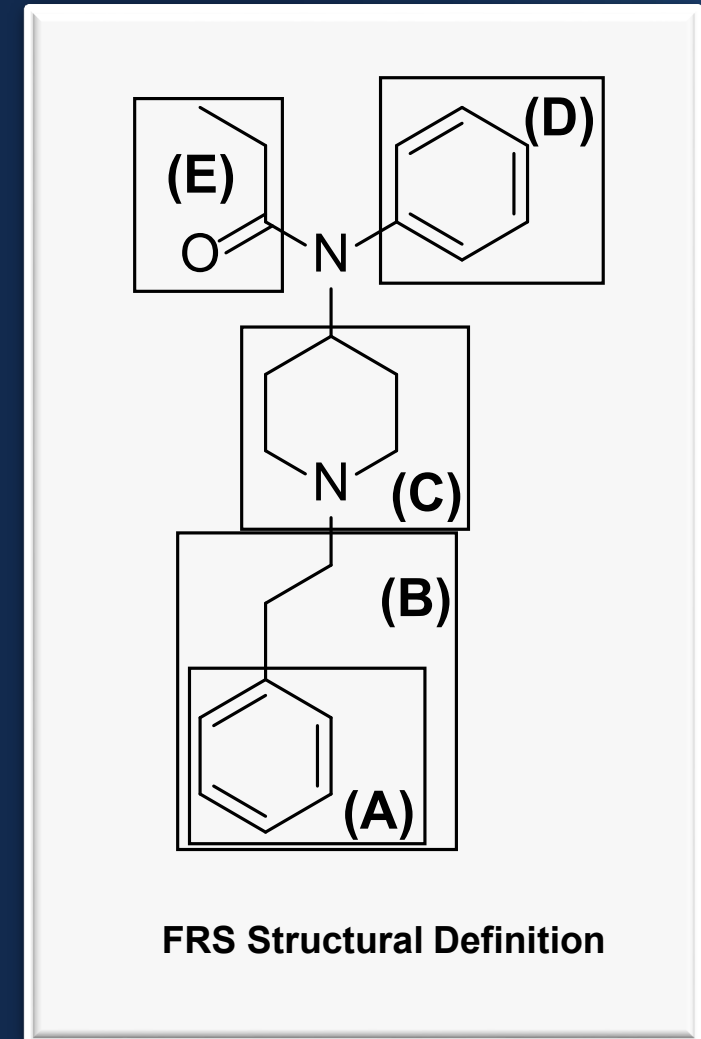 (D)
(E)
O
N
N
(C)
(B)
(A)
FRS Structural Definition